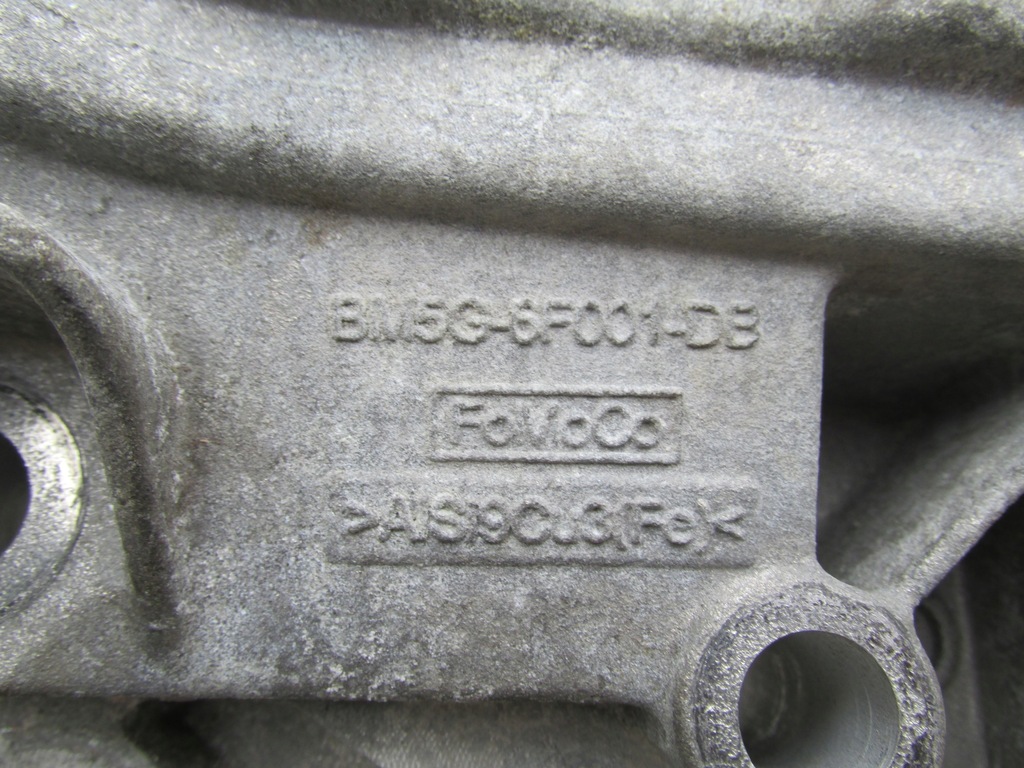 BM5G-6F001-DB
FoMoCo
>AlSi9Cu3(Fe)<